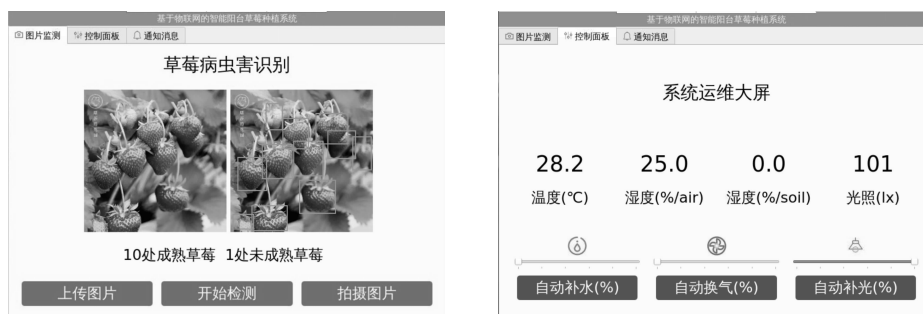 基于物联网的智能阳台草莓种植系统
图片监测 控制面板 通知消息
草莓病虫害识别
10处成熟草莓 1处未成熟草莓
上传图片 开始检测 拍摄图片
基于物联网的智能阳台草莓种植系统
图片监测 控制面板 通知消息
系统运维大屏
28.2 25.0 0.0 101
温度(℃) 湿度(%/air) 湿度(%/soil) 光照(lx)
自动补水(%) 自动换气(%) 自动补光(%)